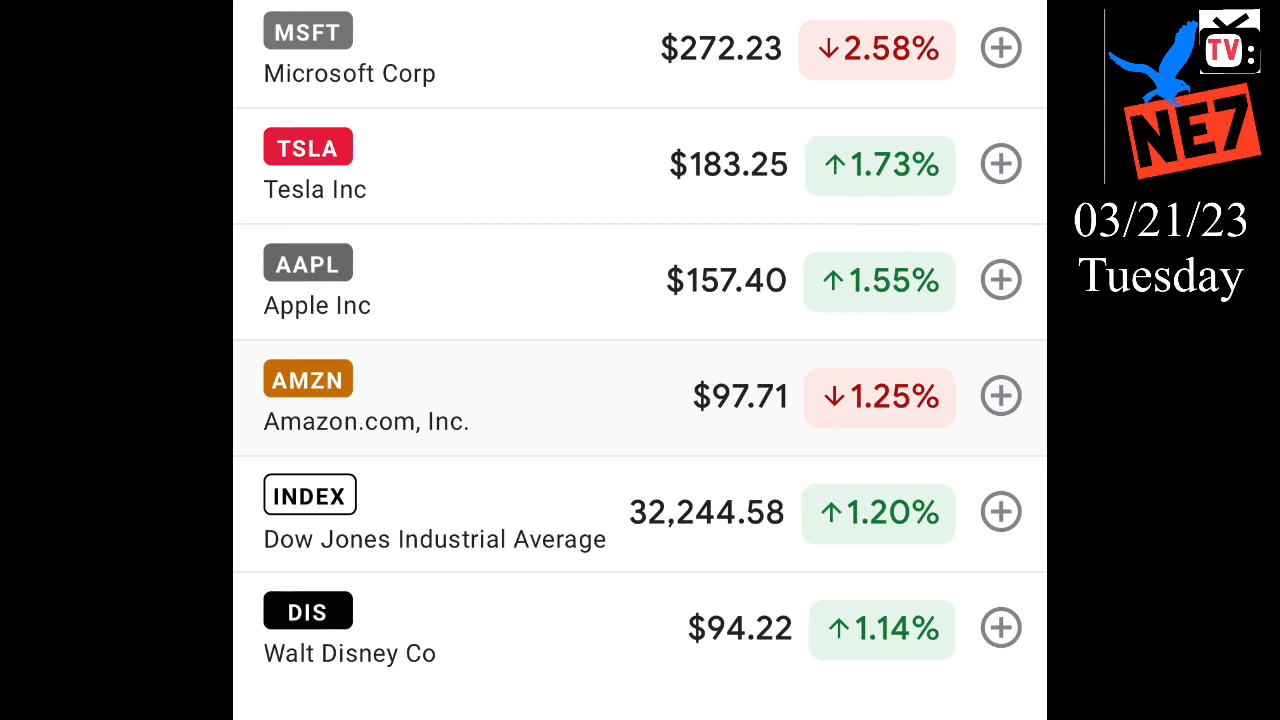 MSFT
Microsoft Corp
$272.23 ↓2.58%
TSLA
Tesla Inc
$183.25 ↑1.73%
AAPL
Apple Inc
$157.40 ↑1.55%
AMZN
Amazon.com, Inc.
$97.71 ↓1.25%
INDEX
Dow Jones Industrial Average
32,244.58 ↑1.20%
DIS
Walt Disney Co
$94.22 ↑1.14%
TV:
NE7
03/21/23
Tuesday